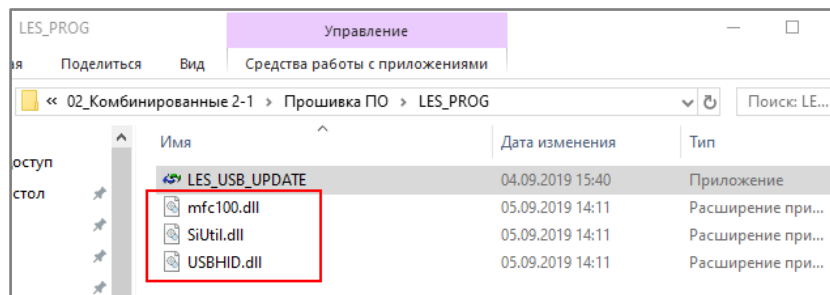 LES_PROG Управление
ия Поделиться Вид Средства работы с приложениями
« 02_Комбинированные 2-1 › Прошивка ПО › LES_PROG Поиск: LE...
Имя Дата изменения Тип
оступ
LES_USB_UPDATE 04.09.2019 15:40 Приложение
стол mfc100.dll 05.09.2019 14:11 Расширение при...
SiUtil.dll 05.09.2019 14:11 Расширение при...
USBHID.dll 05.09.2019 14:11 Расширение при...